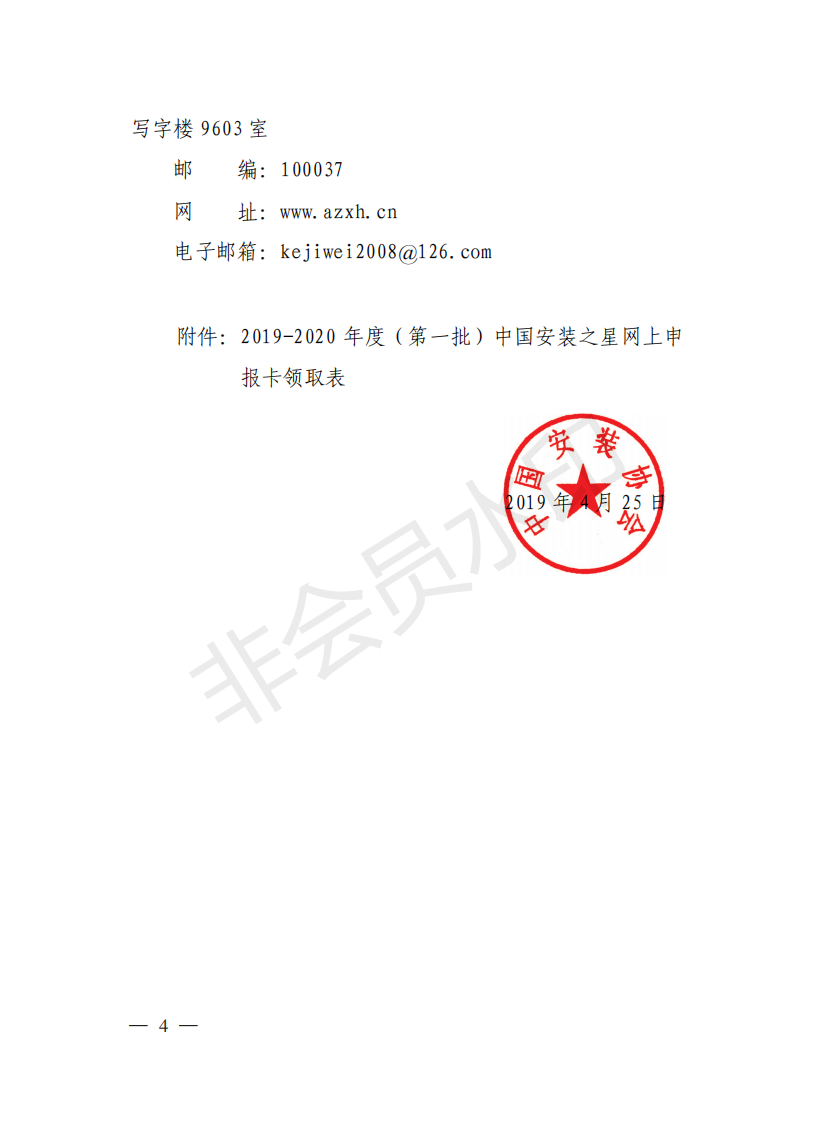 写字楼 9603 室
邮 编：100037
网 址：www.azxh.cn
电子邮箱：kejiwei2008@126.com
附件：2019-2020 年度（第一批）中国安装之星网上申
报卡领取表
中国安装协会
2019 年 4 月 25 日
非会员水印
— 4 —